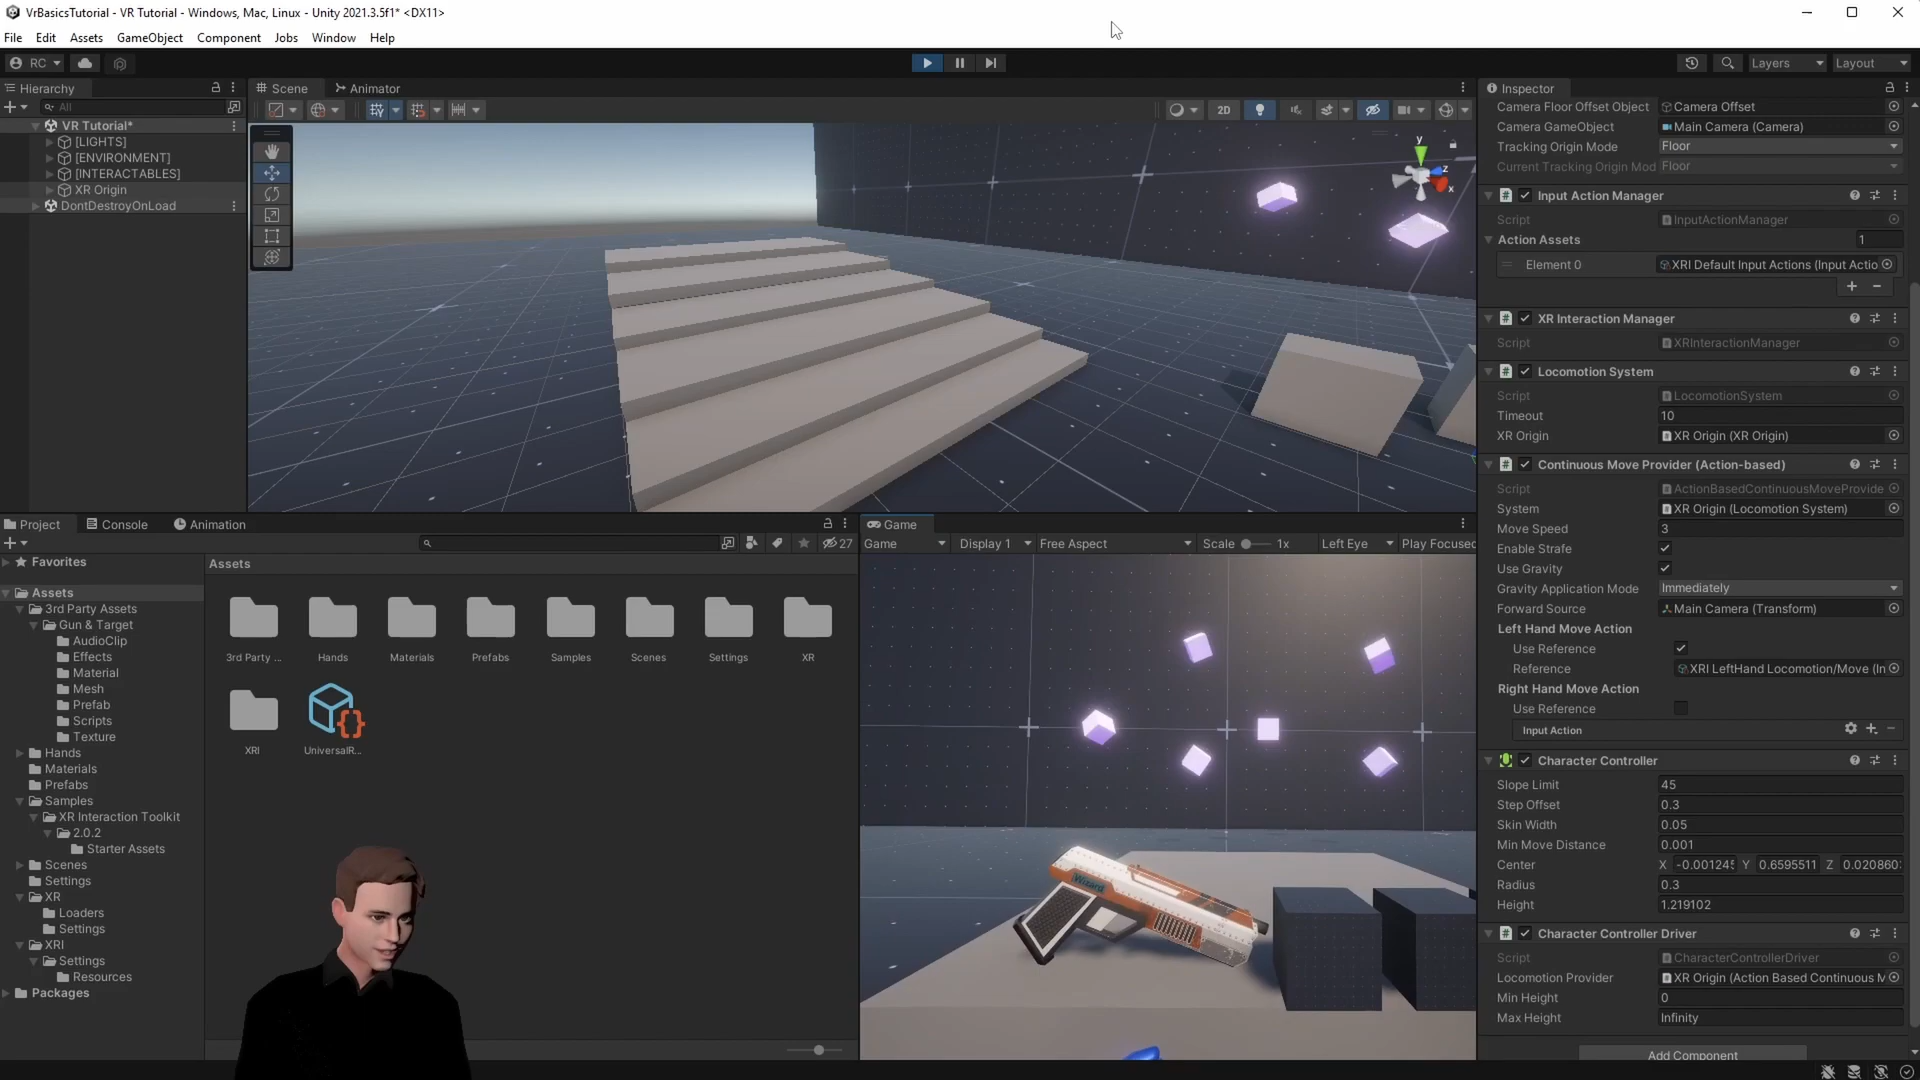 VrBasicsTutorial - VR Tutorial - Windows, Mac, Linux - Unity 2021.3.5f1* <DX11>
File Edit Assets GameObject Component Jobs Window Help
RC Layers Layout
Hierarchy
All
VR Tutorial*
[LIGHTS]
[ENVIRONMENT]
[INTERACTABLES]
XR Origin
DontDestroyOnLoad
Scene Animator
2D
y
z
x
Project Console Animation
27
Favorites
Assets
3rd Party Assets
Gun & Target
AudioClip
Effects
Material
Mesh
Prefab
Scripts
Texture
Hands
Materials
Prefabs
Samples
XR Interaction Toolkit
2.0.2
Starter Assets
Scenes
Settings
XR
Loaders
Settings
XRI
Settings
Resources
Packages
Assets
3rd Party ... Hands Materials Prefabs Samples Scenes Settings XR
XRI UniversalR...
Game
Game Display 1 Free Aspect Scale 1x Left Eye Play Focused
Wizard
Inspector
Camera Floor Offset Object Camera Offset
Camera GameObject Main Camera (Camera)
Tracking Origin Mode Floor
Current Tracking Origin Mod Floor
Input Action Manager
Script InputActionManager
Action Assets 1
Element 0 XRI Default Input Actions (Input Actio
XR Interaction Manager
Script XRInteractionManager
Locomotion System
Script LocomotionSystem
Timeout 10
XR Origin XR Origin (XR Origin)
Continuous Move Provider (Action-based)
Script ActionBasedContinuousMoveProvide
System XR Origin (Locomotion System)
Move Speed 3
Enable Strafe
Use Gravity
Gravity Application Mode Immediately
Forward Source Main Camera (Transform)
Left Hand Move Action
Use Reference
Reference XRI LeftHand Locomotion/Move (In
Right Hand Move Action
Use Reference
Input Action
Character Controller
Slope Limit 45
Step Offset 0.3
Skin Width 0.05
Min Move Distance 0.001
Center X -0.001245 Y 0.6595511 Z 0.020860
Radius 0.3
Height 1.219102
Character Controller Driver
Script CharacterControllerDriver
Locomotion Provider XR Origin (Action Based Continuous M
Min Height 0
Max Height Infinity
Add Component